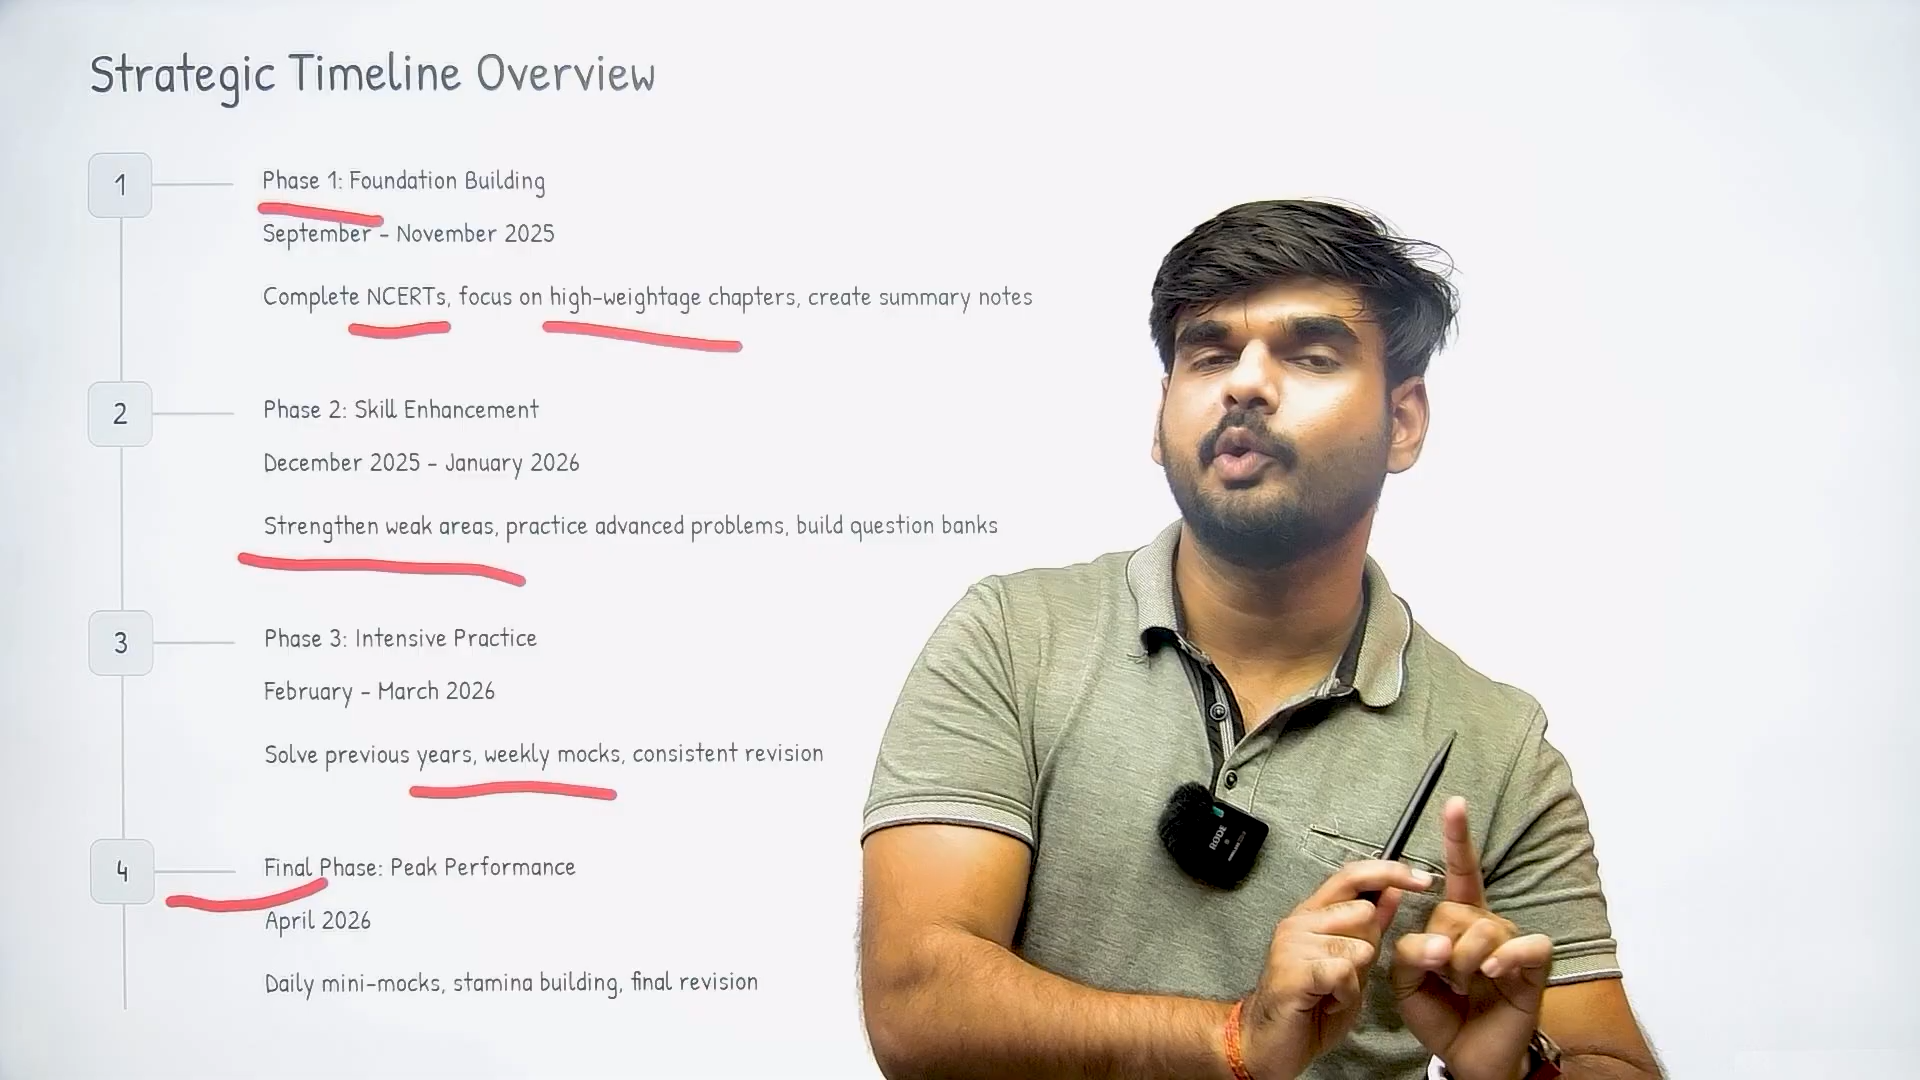 Strategic Timeline Overview
1
Phase 1: Foundation Building
September - November 2025
Complete NCERTs, focus on high-weightage chapters, create summary notes
2
Phase 2: Skill Enhancement
December 2025 - January 2026
Strengthen weak areas, practice advanced problems, build question banks
3
Phase 3: Intensive Practice
February - March 2026
Solve previous years, weekly mocks, consistent revision
4
Final Phase: Peak Performance
April 2026
Daily mini-mocks, stamina building, final revision
RØDE